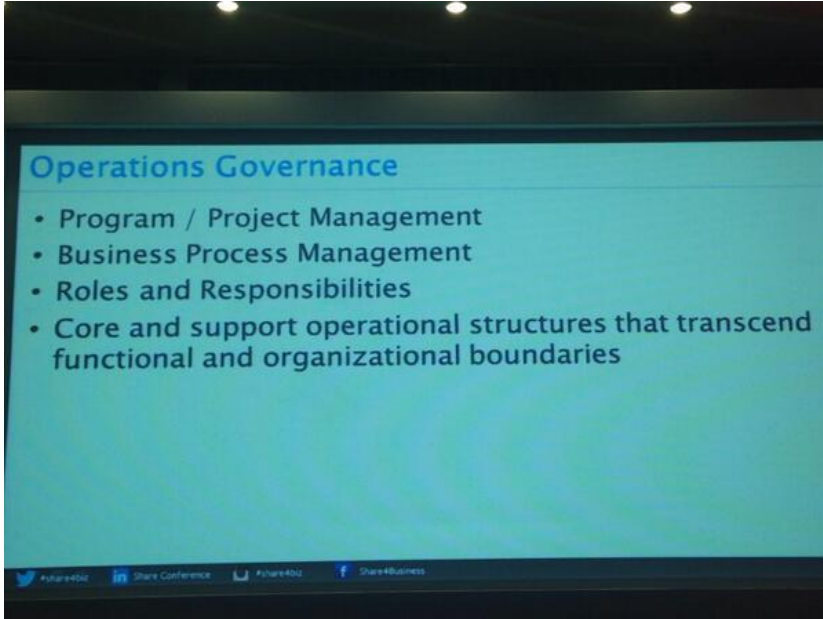 Operations Governance
• Program / Project Management
• Business Process Management
• Roles and Responsibilities
• Core and support operational structures that transcend
functional and organizational boundaries
#share4biz in Share Conference #share4biz f Share4Business